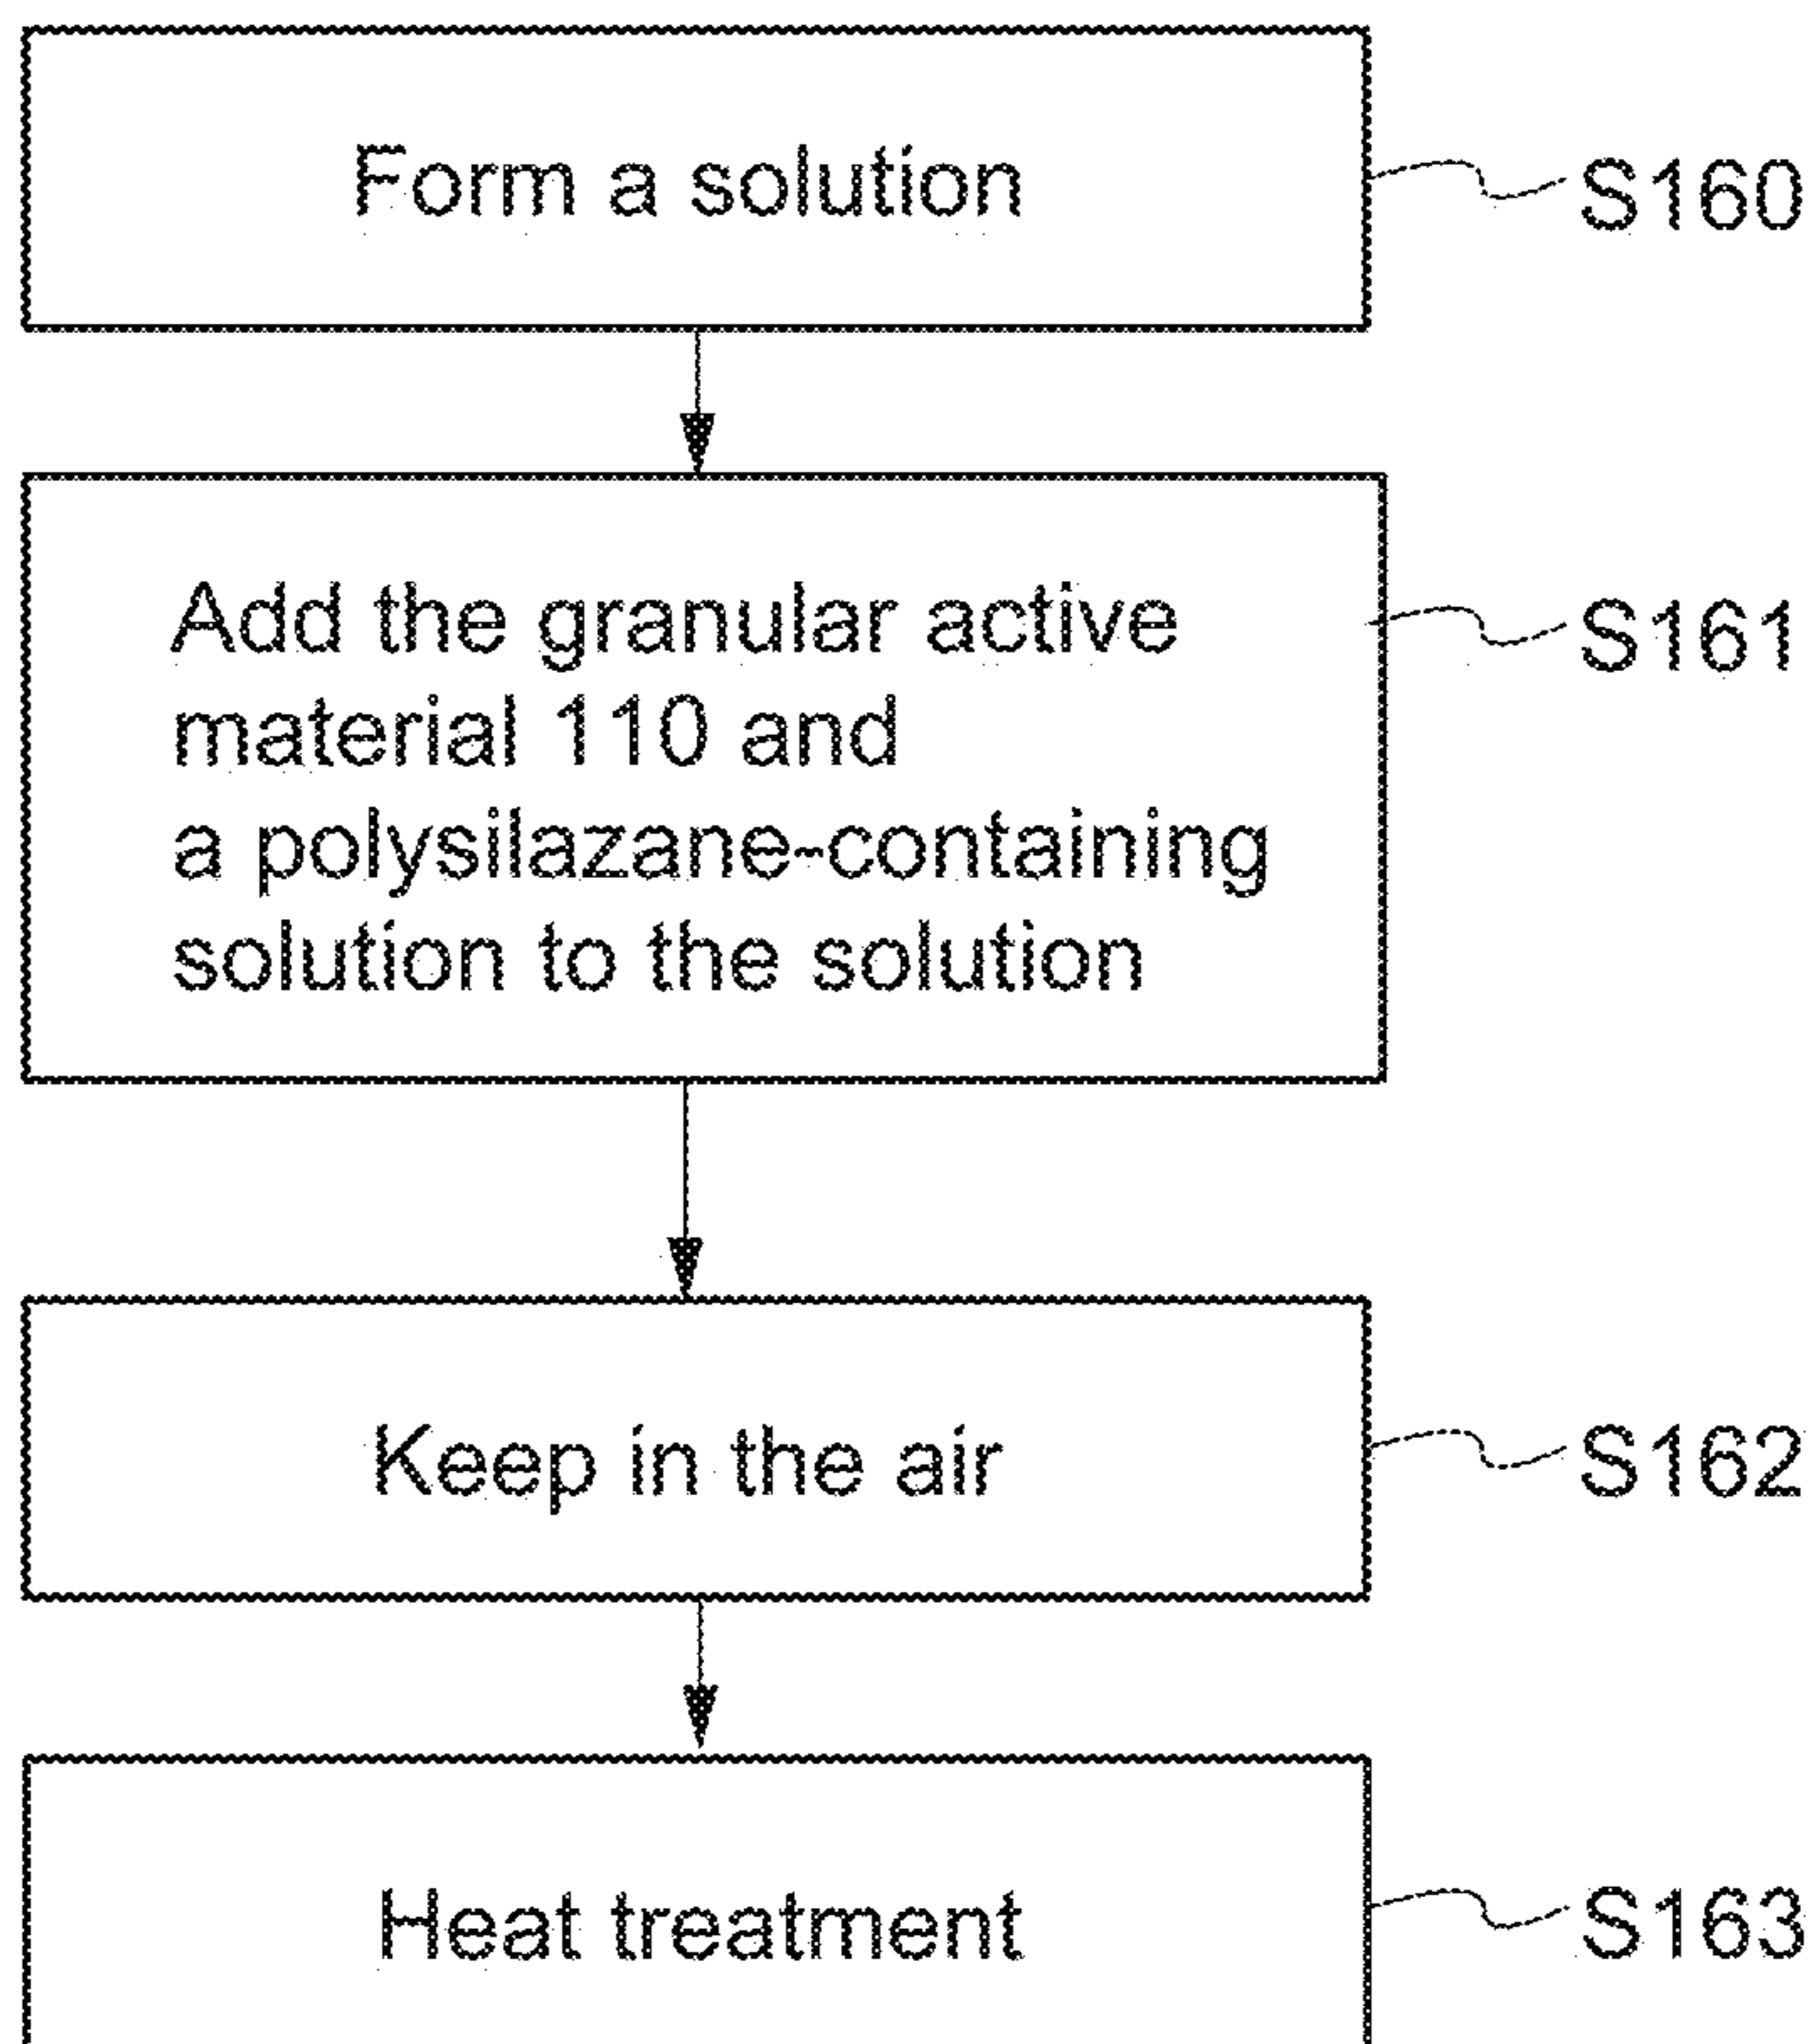 Form a solution
S160
Add the granular active
material 110 and
a polysilazane-containing
solution to the solution
S161
Keep in the air
S162
Heat treatment
S163